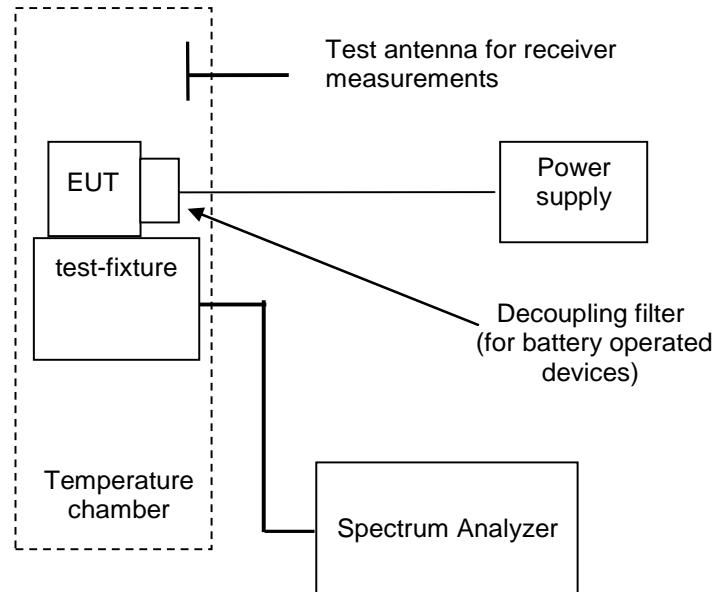 Test antenna for receiver
measurements
EUT
Power
supply
test-fixture
Decoupling filter
(for battery operated
devices)
Temperature
chamber
Spectrum Analyzer